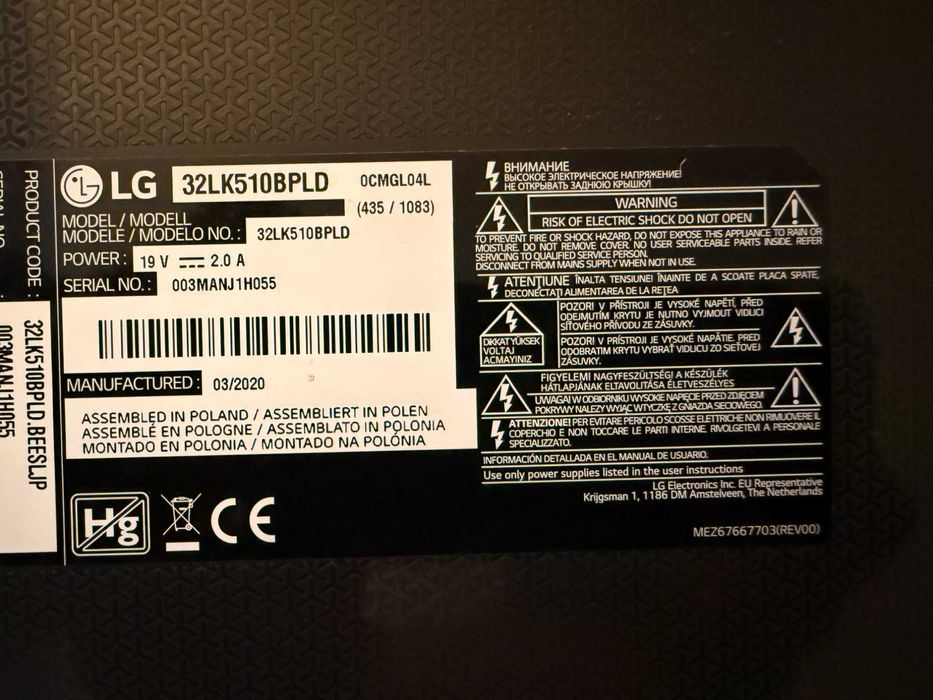 PRODUCT CODE :
32LK510BPLD.BEESLJP
SERIAL NO.
003MANJ1H055
LG 32LK510BPLD 0CMGL04L
(435 / 1083)
MODEL / MODELL
MODELE / MODELO NO. : 32LK510BPLD
POWER : 19 V ⎓ 2.0 A
SERIAL NO. : 003MANJ1H055
MANUFACTURED : 03/2020
ASSEMBLED IN POLAND / ASSEMBLIERT IN POLEN
ASSEMBLÉ EN POLOGNE / ASSEMBLATO IN POLONIA
MONTADO EN POLONIA / MONTADO NA POLÓNIA
Hg
CE
ВНИМАНИЕ
ВЫСОКОЕ ЭЛЕКТРИЧЕСКОЕ НАПРЯЖЕНИЕ!
НЕ ОТКРЫВАТЬ ЗАДНЮЮ КРЫШКУ!
WARNING
RISK OF ELECTRIC SHOCK DO NOT OPEN
TO PREVENT FIRE OR SHOCK HAZARD, DO NOT EXPOSE THIS APPLIANCE TO RAIN OR
MOISTURE. DO NOT REMOVE COVER. NO USER SERVICEABLE PARTS INSIDE. REFER
SERVICING TO QUALIFIED SERVICE PERSON.
DISCONNECT FROM MAINS SUPPLY WHEN NOT IN USE.
ATENŢIUNE ÎNALTA TENSIUNE! ÎNAINTE DE A SCOATE PLACA SPATE,
DECONECTAŢI ALIMENTAREA DE LA REŢEA
DIKKAT YÜKSEK
VOLTAJ
AÇMAYINIZ
POZOR! V PŘÍSTROJI JE VYSOKÉ NAPĚTÍ, PŘED
ODEJMUTÍM KRYTU JE NUTNO VYJMOUT VIDLICI
SÍŤOVÉHO PŘÍVODU ZE ZÁSUVKY.
POZOR! V PRÍSTROJI JE VYSOKÉ NAPÄTIE. PRED
ODOBRATÍM KRYTU VYBRAŤ VIDLICU ZO SIEŤOVEJ
ZÁSUVKY.
FIGYELEM! NAGYFESZÜLTSÉG! A KÉSZÜLÉK
HÁTLAPJÁNAK ELTÁVOLÍTÁSA ÉLETVESZÉLYES
UWAGA! W ODBIORNIKU WYSOKIE NAPIĘCIE PRZED ZDJĘCIEM
POKRYWY NALEŻY WYJĄĆ WTYCZKĘ Z GNIAZDA SIECIOWEGO.
ATTENZIONE! PER EVITARE PERICOLO SCOSSE ELETTRICHE NON RIMUOVERE IL
COPERCHIO E NON TOCCARE LE PARTI INTERNE. RIVOLGETEVI A PERSONALE
SPECIALIZZATO.
INFORMACIÓN DETALLADA EN EL MANUAL DE USUARIO.
Use only power supplies listed in the user instructions
LG Electronics Inc. EU Representative
Krijgsman 1, 1186 DM Amstelveen, The Netherlands
MEZ67667703(REV00)